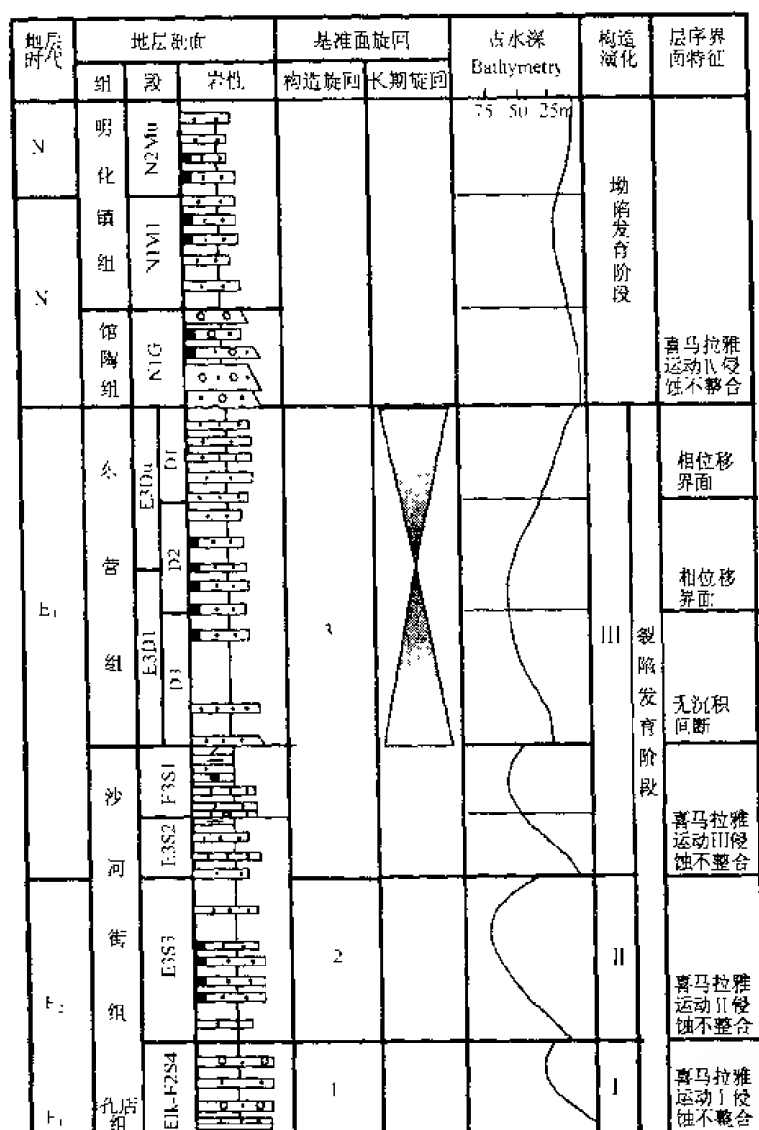 地层时代 地层剖面 基准面旋回 古水深 构造演化 层序界面特征
组 段 岩性 构造旋回 长期旋回 Bathymetry
75 50 25m
N 明化镇组 N2Mu
N1M1
N
馆陶组 N1G
坳陷发育阶段
喜马拉雅
运动IV侵
蚀不整合
东营组 E3Du D1
相位移
界面
D2
相位移
界面
E3D1 D3
3
III 裂陷发育阶段
无沉积
间断
沙河街组 E3S1
E3S2
喜马拉雅
运动III侵
蚀不整合
E3S3 2 II
喜马拉雅
运动II侵
蚀不整合
E2
孔店组 E1k-E2S4 1 I
喜马拉雅
运动I侵
蚀不整合